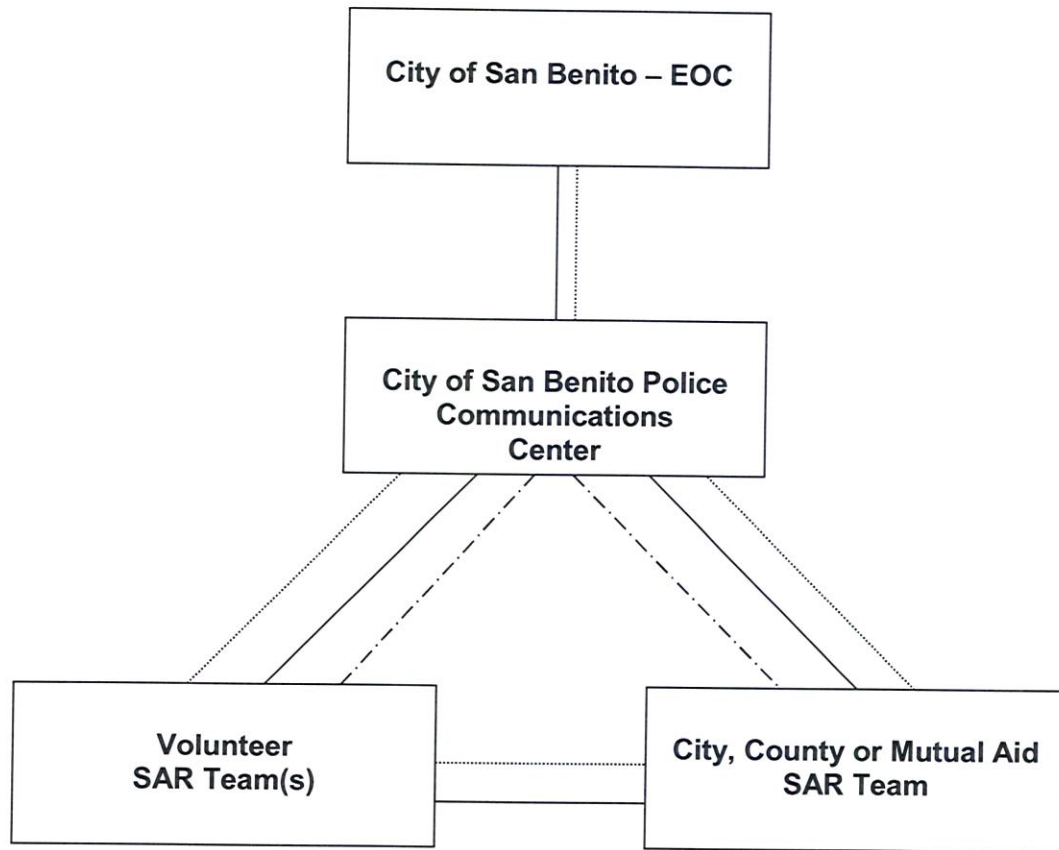 City of San Benito – EOC
City of San Benito Police
Communications
Center
Volunteer
SAR Team(s)
City, County or Mutual Aid
SAR Team